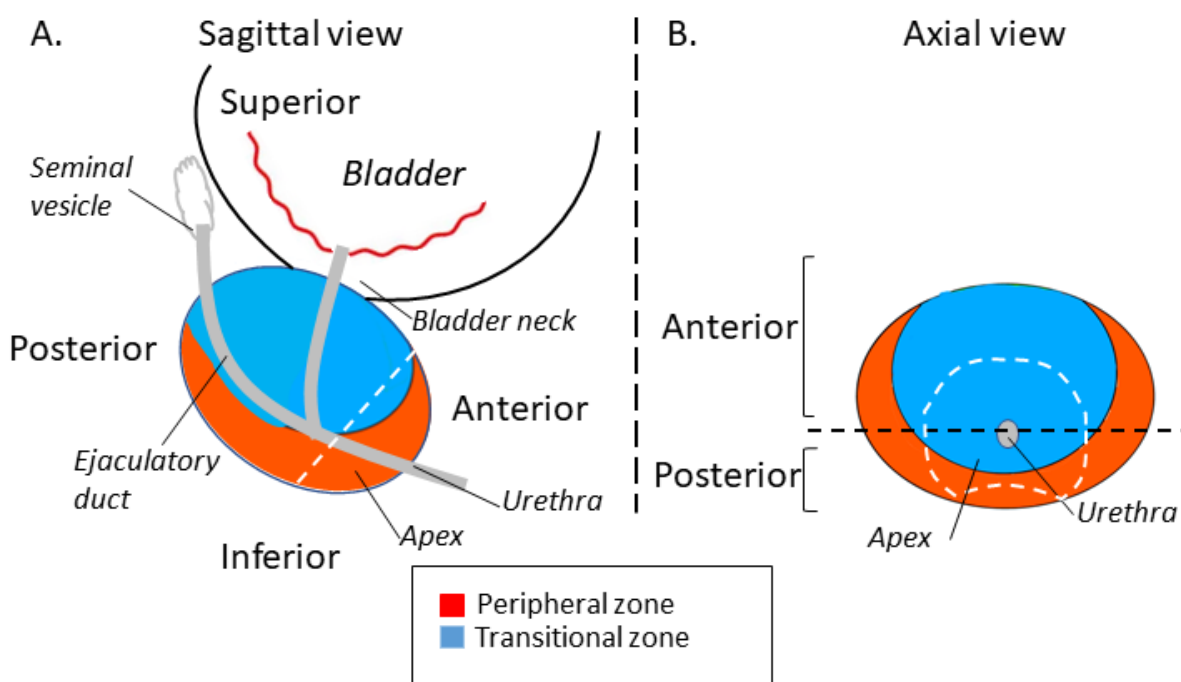 A.
Sagittal view
Superior
Bladder
Seminal
vesicle
Bladder neck
Posterior
Anterior
Ejaculatory
duct
Urethra
Apex
Inferior
B.
Axial view
Anterior
Posterior
Urethra
Apex
Peripheral zone
Transitional zone